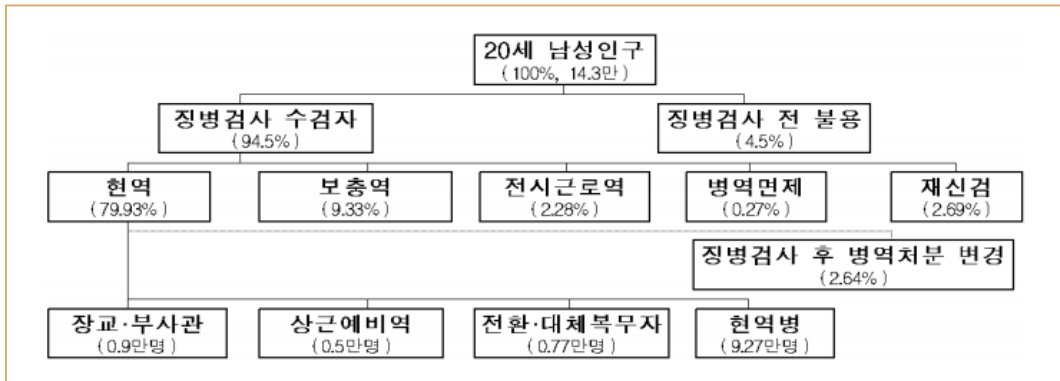 20세 남성인구
(100%, 14.3만)
징병검사 수검자
(94.5%)
징병검사 전 불용
(4.5%)
현역
(79.93%)
보충역
(9.33%)
전시근로역
(2.28%)
병역면제
(0.27%)
재신검
(2.69%)
징병검사 후 병역처분 변경
(2.64%)
장교·부사관
(0.9만명)
상근예비역
(0.5만명)
전환·대체복무자
(0.77만명)
현역병
(9.27만명)